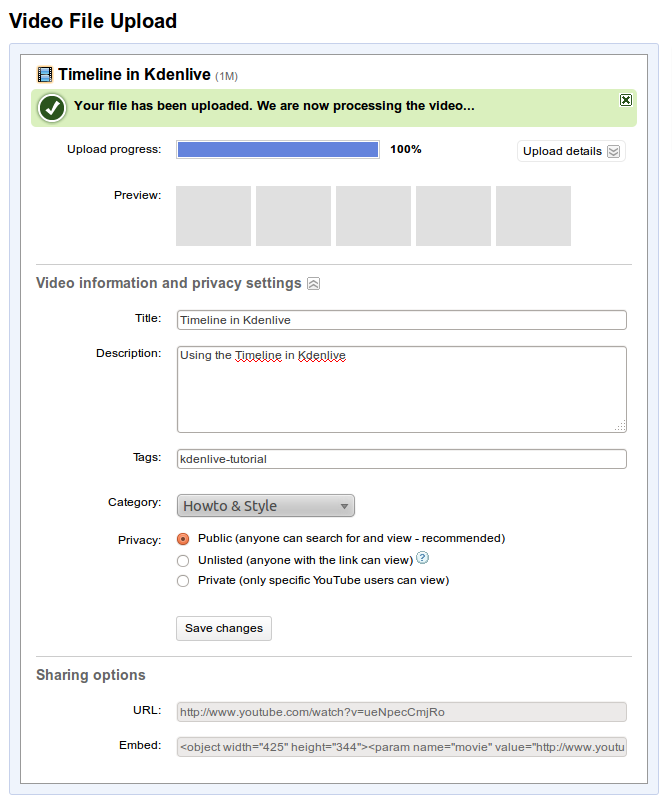 Video File Upload
Timeline in Kdenlive (1M)
Your file has been uploaded. We are now processing the video...
Upload progress: 100% Upload details
Preview:
Video information and privacy settings
Title: Timeline in Kdenlive
Description: Using the Timeline in Kdenlive
Tags: kdenlive-tutorial
Category: Howto & Style
Privacy: Public (anyone can search for and view - recommended)
Unlisted (anyone with the link can view) ?
Private (only specific YouTube users can view)
Save changes
Sharing options
URL: http://www.youtube.com/watch?v=ueNpecCmjRo
Embed: <object width="425" height="344"><param name="movie" value="http://www.youtu